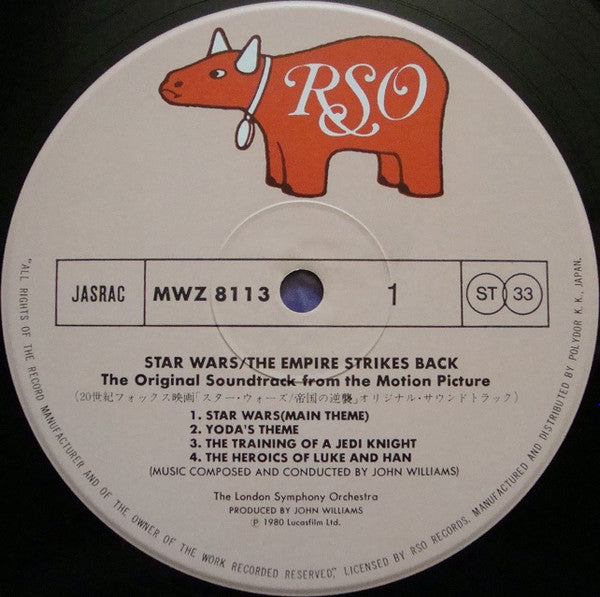 RSO
JASRAC
MWZ 8113
1
ST 33
STAR WARS/THE EMPIRE STRIKES BACK
The Original Soundtrack from the Motion Picture
(20世紀フォックス映画「スター・ウォーズ/帝国の逆襲」オリジナル・サウンドトラック)
1. STAR WARS(MAIN THEME)
2. YODA'S THEME
3. THE TRAINING OF A JEDI KNIGHT
4. THE HEROICS OF LUKE AND HAN
(MUSIC COMPOSED AND CONDUCTED BY JOHN WILLIAMS)
The London Symphony Orchestra
PRODUCED BY JOHN WILLIAMS
℗ 1980 Lucasfilm Ltd.
"ALL RIGHTS OF THE RECORD MANUFACTURER AND OF THE OWNER OF THE WORK RECORDED RESERVED," LICENSED BY RSO RECORDS, MANUFACTURED AND DISTRIBUTED BY POLYDOR K. K., JAPAN.